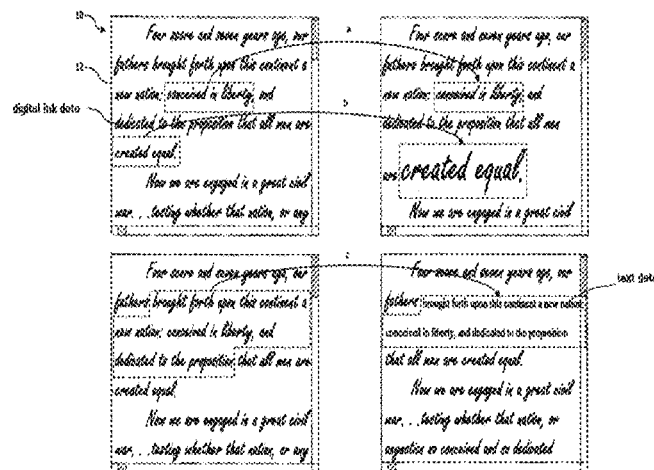 10
12
digital ink data
Four score and seven years ago, our
fathers brought forth upon this continent a
new nation: conceived in liberty, and
dedicated to the proposition that all men are
created equal.
Now we are engaged in a great civil
war. . .testing whether that nation, or any
a
b
Four score and seven years ago, our
fathers brought forth upon this continent a
new nation: conceived in liberty, and
dedicated to the proposition that all men
are created equal.
Now we are engaged in a great civil
Four score and seven years ago, our
fathers brought forth upon this continent a
new nation: conceived in liberty, and
dedicated to the proposition that all men are
created equal.
Now we are engaged in a great civil
war. . .testing whether that nation, or any
c
text data
Four score and seven years ago, our
fathers brought forth upon this continent a new nation:
conceived in liberty, and dedicated to the proposition
that all men are created equal.
Now we are engaged in a great civil
war. . .testing whether that nation, or
any nation so conceived and so dedicated